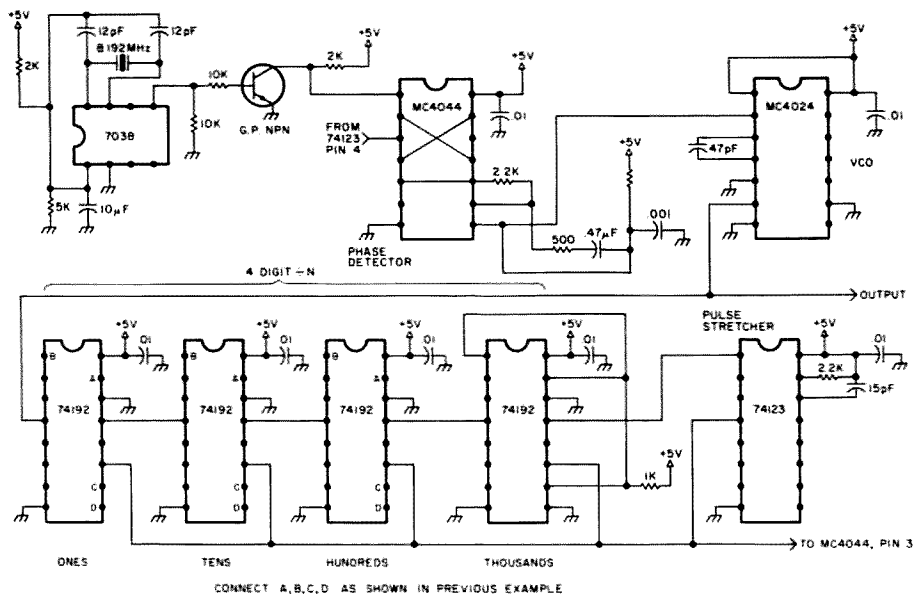 +5V
12pF
12pF
8.192MHz
2K
7038
5K
10μF
10K
10K
G.P. NPN
2K
+5V
+5V
MC4044
.01
FROM
74123
PIN 4
2.2K
+5V
500
.47μF
.001
PHASE
DETECTOR
+5V
MC4024
.01
47pF
VCO
4 DIGIT ÷N
OUTPUT
PULSE
STRETCHER
+5V
.01
B
A
74192
C
D
+5V
.01
B
A
74192
C
D
+5V
.01
B
A
74192
C
D
+5V
.01
74192
1K
+5V
+5V
.01
2.2K
15pF
74123
TO MC4044, PIN 3
ONES
TENS
HUNDREDS
THOUSANDS
CONNECT A,B,C,D AS SHOWN IN PREVIOUS EXAMPLE